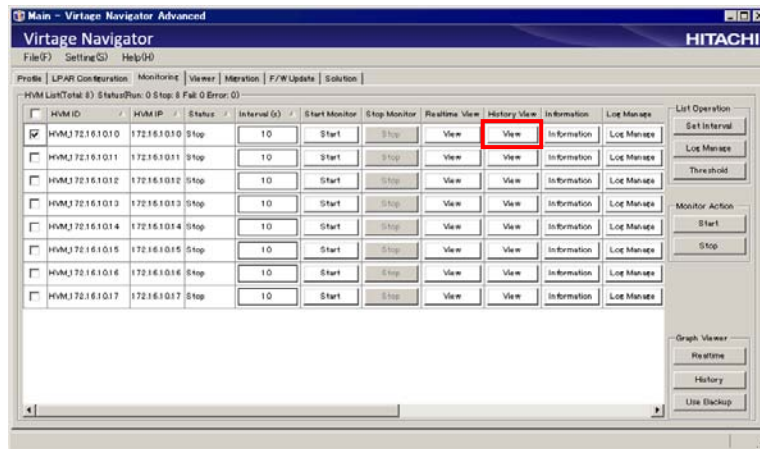 Main - Virtage Navigator Advanced
Virtage Navigator
HITACHI
File(F) Setting(S) Help(H)
Profile LPAR Configuration Monitoring Viewer Migration F/W Update Solution
HVM List(Total: 8) Status(Run: 0 Stop: 8 Fail: 0 Error: 0)
HVM ID HVM IP Status Interval (s) Start Monitor Stop Monitor Realtime View History View Information Log Manage
HVM_172.16.10.10 172.16.10.10 Stop 10 Start Stop View View Information Log Manage
HVM_172.16.10.11 172.16.10.11 Stop 10 Start Stop View View Information Log Manage
HVM_172.16.10.12 172.16.10.12 Stop 10 Start Stop View View Information Log Manage
HVM_172.16.10.13 172.16.10.13 Stop 10 Start Stop View View Information Log Manage
HVM_172.16.10.14 172.16.10.14 Stop 10 Start Stop View View Information Log Manage
HVM_172.16.10.15 172.16.10.15 Stop 10 Start Stop View View Information Log Manage
HVM_172.16.10.16 172.16.10.16 Stop 10 Start Stop View View Information Log Manage
HVM_172.16.10.17 172.16.10.17 Stop 10 Start Stop View View Information Log Manage
List Operation
Set Interval
Log Manage
Threshold
Monitor Action
Start
Stop
Graph Viewer
Realtime
History
Use Backup